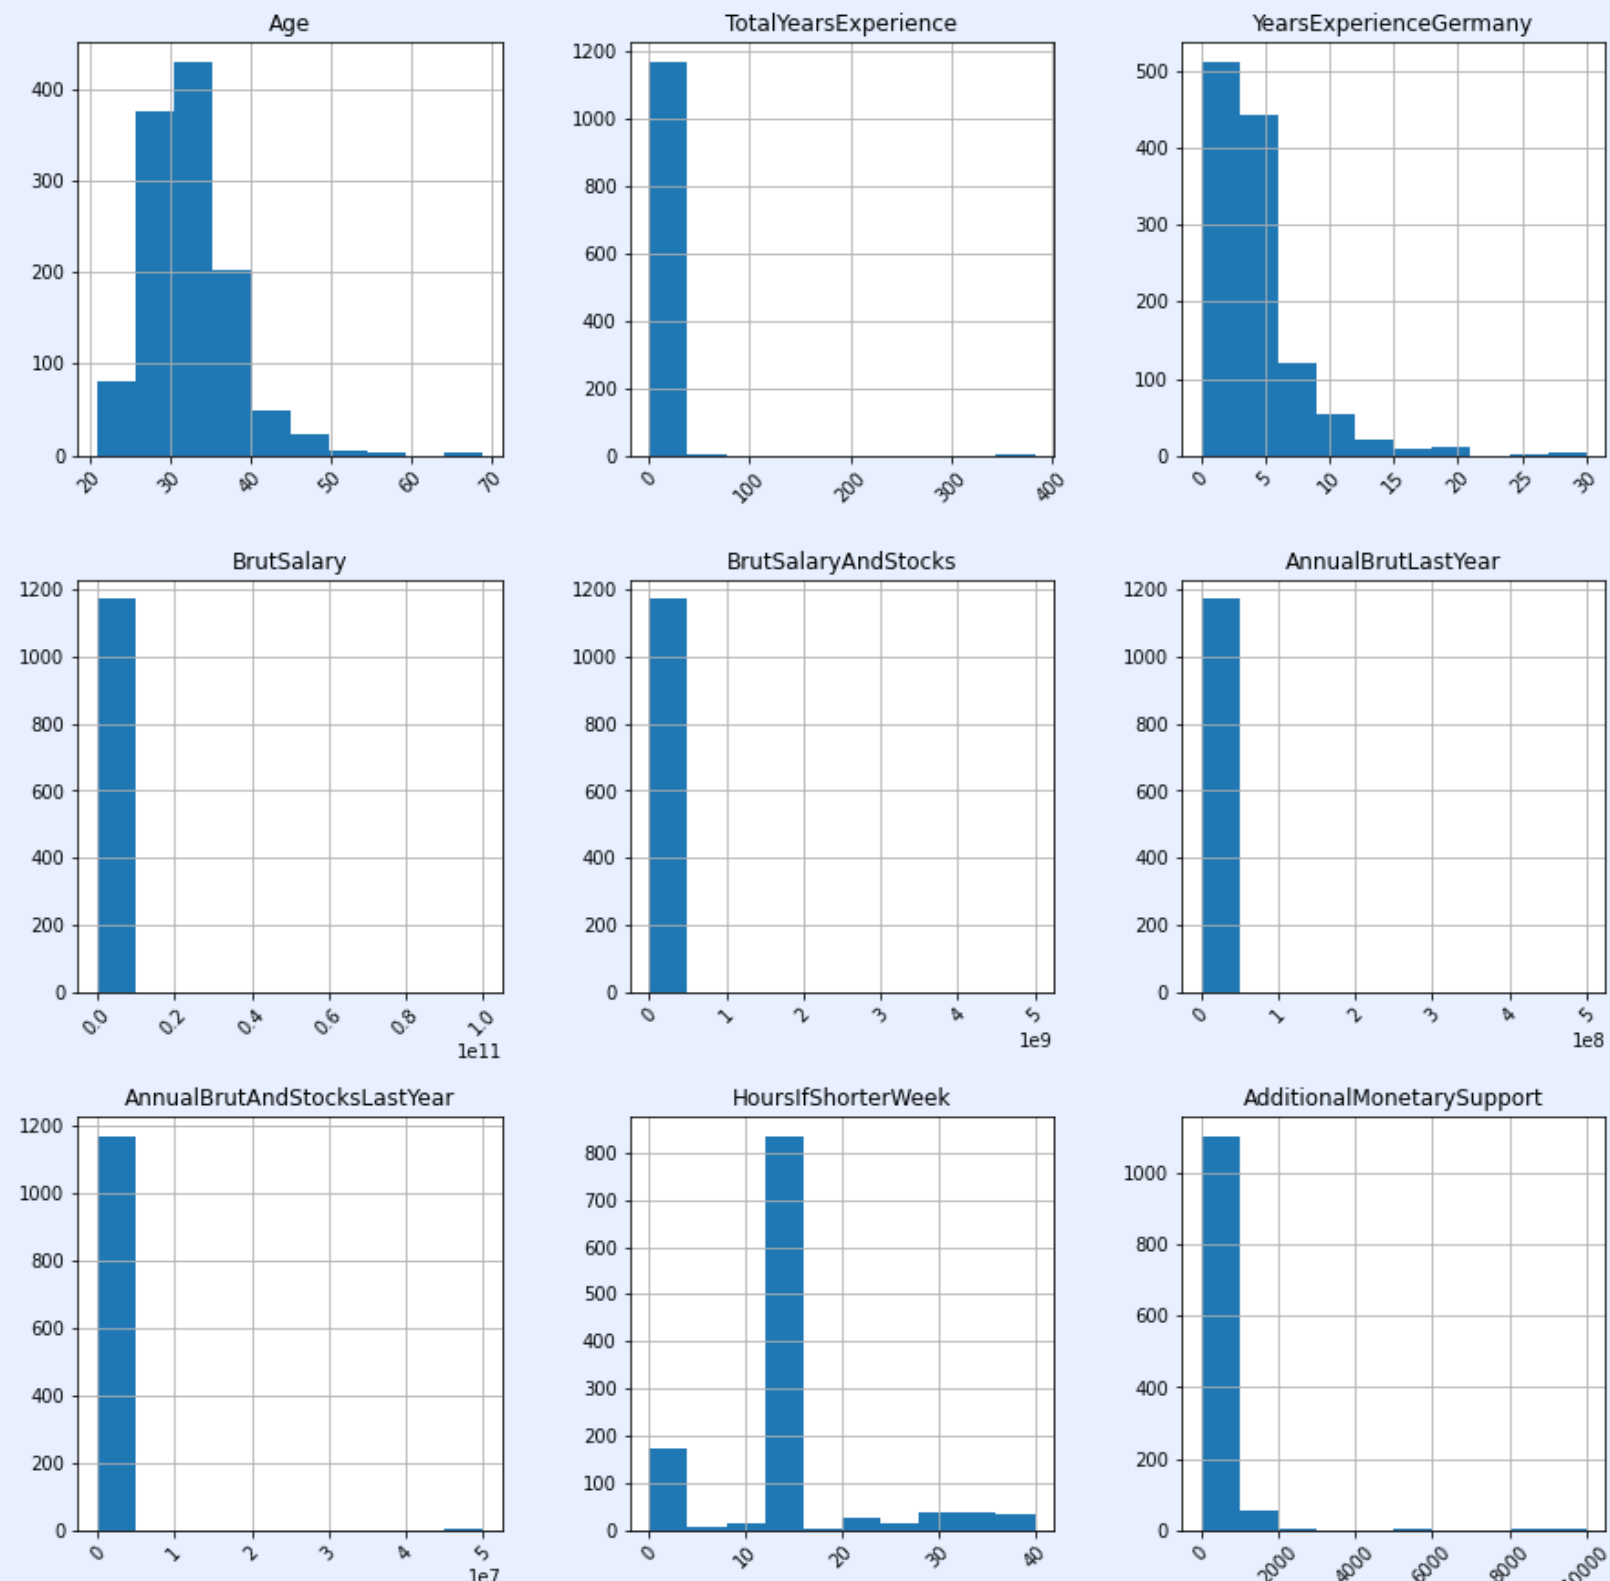 Age
400
300
200
100
0
20 30 40 50 60 70
TotalYearsExperience
1200
1000
800
600
400
200
0
0 100 200 300 400
YearsExperienceGermany
500
400
300
200
100
0
0 5 10 15 20 25 30
BrutSalary
1200
1000
800
600
400
200
0
0.0 0.2 0.4 0.6 0.8 1.0
1e11
BrutSalaryAndStocks
1200
1000
800
600
400
200
0
0 1 2 3 4 5
1e9
AnnualBrutLastYear
1200
1000
800
600
400
200
0
0 1 2 3 4 5
1e8
AnnualBrutAndStocksLastYear
1200
1000
800
600
400
200
0
0 1 2 3 4 5
1e7
HoursIfShorterWeek
800
700
600
500
400
300
200
100
0
0 10 20 30 40
AdditionalMonetarySupport
1000
800
600
400
200
0
0 2000 4000 6000 8000